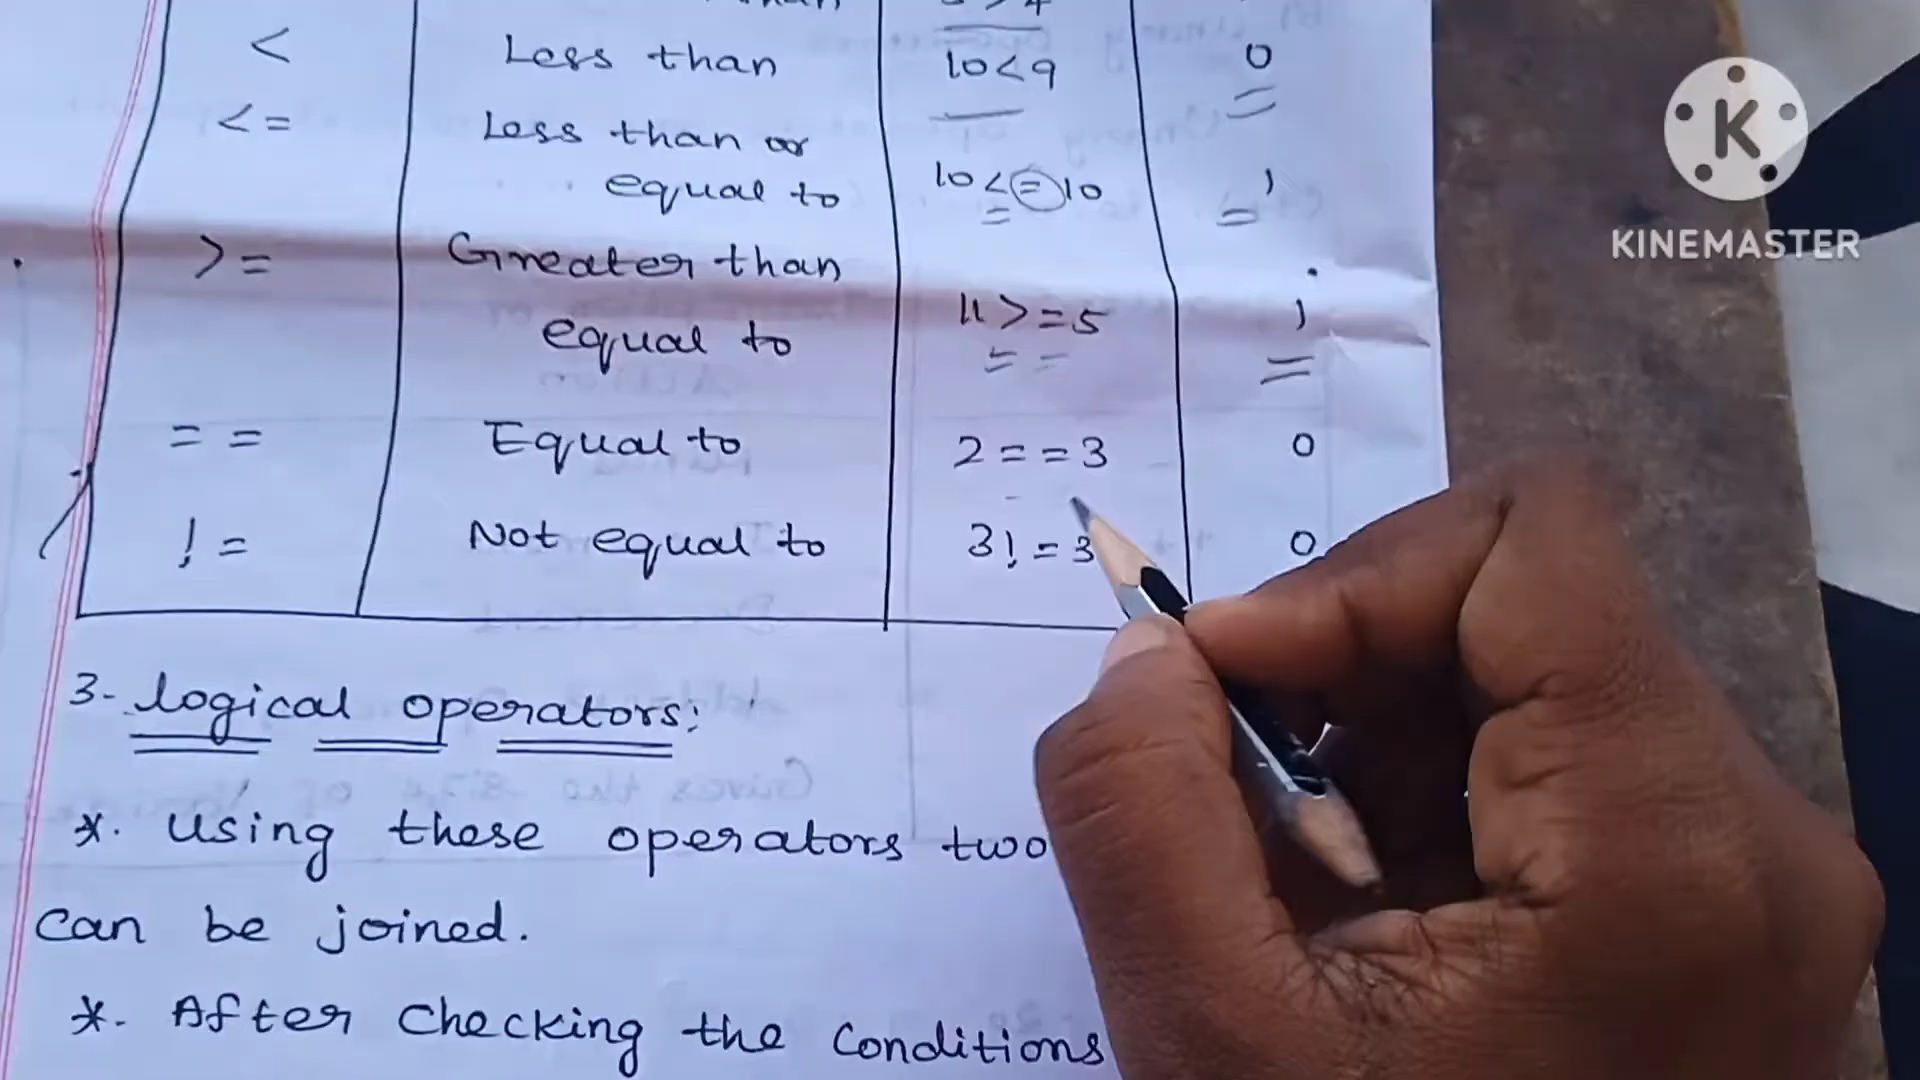 < Less than 10<9 0
<= Less than or
equal to 10<=10 1
>= Greater than
equal to 11>=5 1
== Equal to 2==3 0
!= Not equal to 3!=3 0
3- logical operators:
*. using these operators two
can be joined.
*. After checking the conditions
K
KINEMASTER